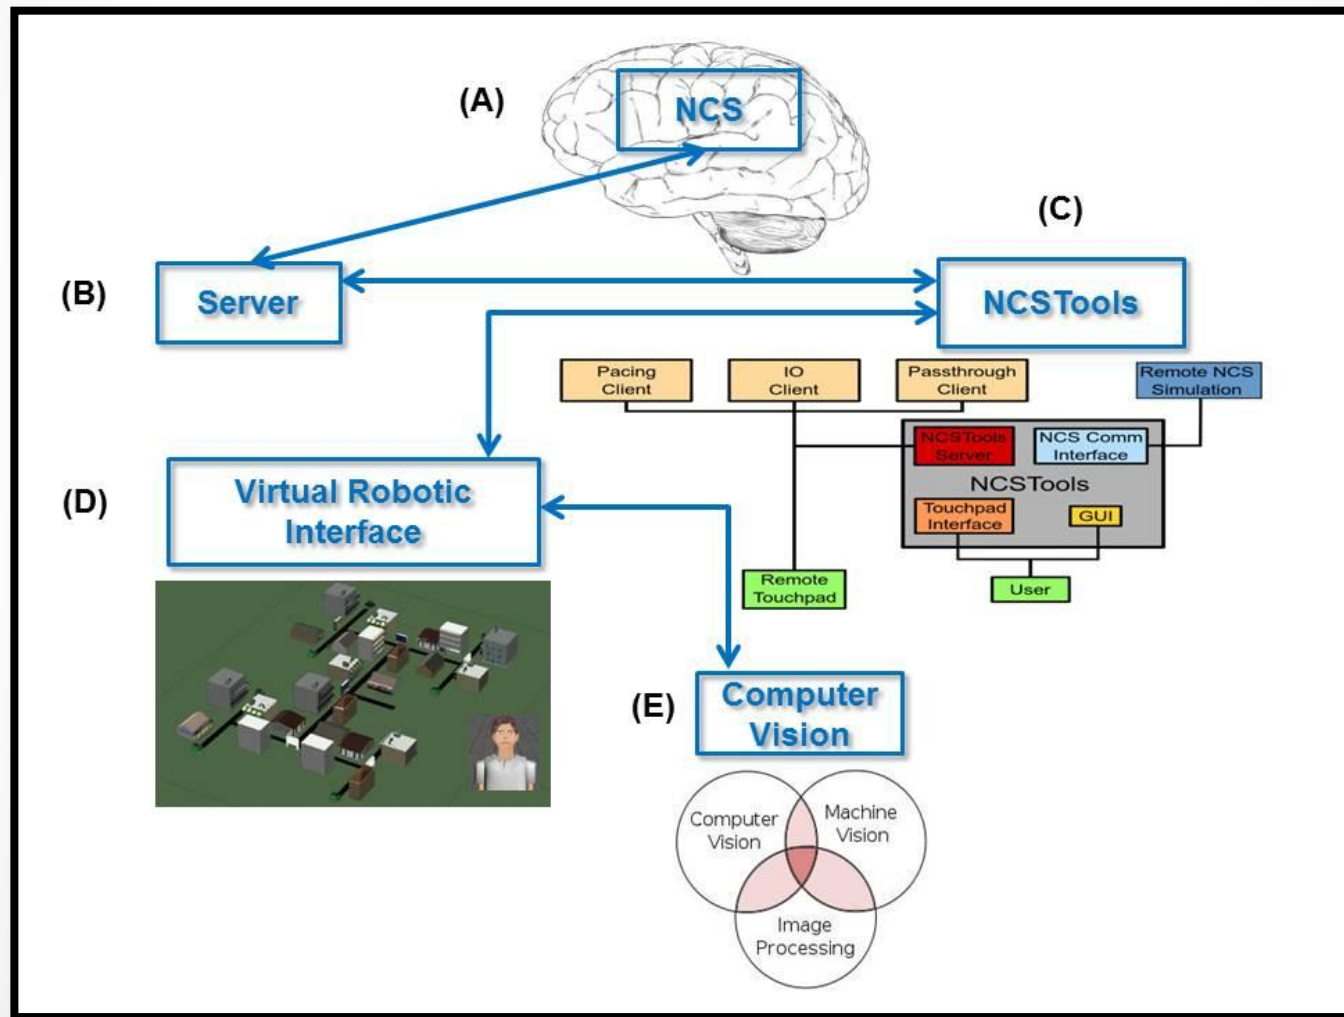 (A)
NCS
(B)
Server
(C)
NCSTools
Pacing
Client
IO
Client
Passthrough
Client
Remote NCS
Simulation
NCSTools
Server
NCS Comm
Interface
NCSTools
Touchpad
Interface
GUI
Remote
Touchpad
User
(D)
Virtual Robotic
Interface
(E)
Computer
Vision
Computer
Vision
Machine
Vision
Image
Processing